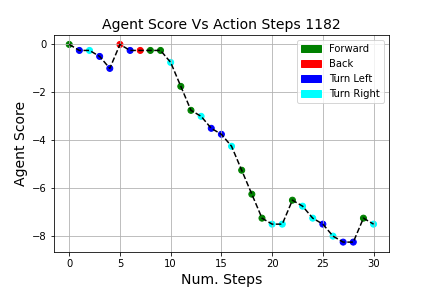 Agent Score Vs Action Steps 1182
Forward
Back
Turn Left
Turn Right
Agent Score
0
−2
−4
−6
−8
0
5
10
15
20
25
30
Num. Steps